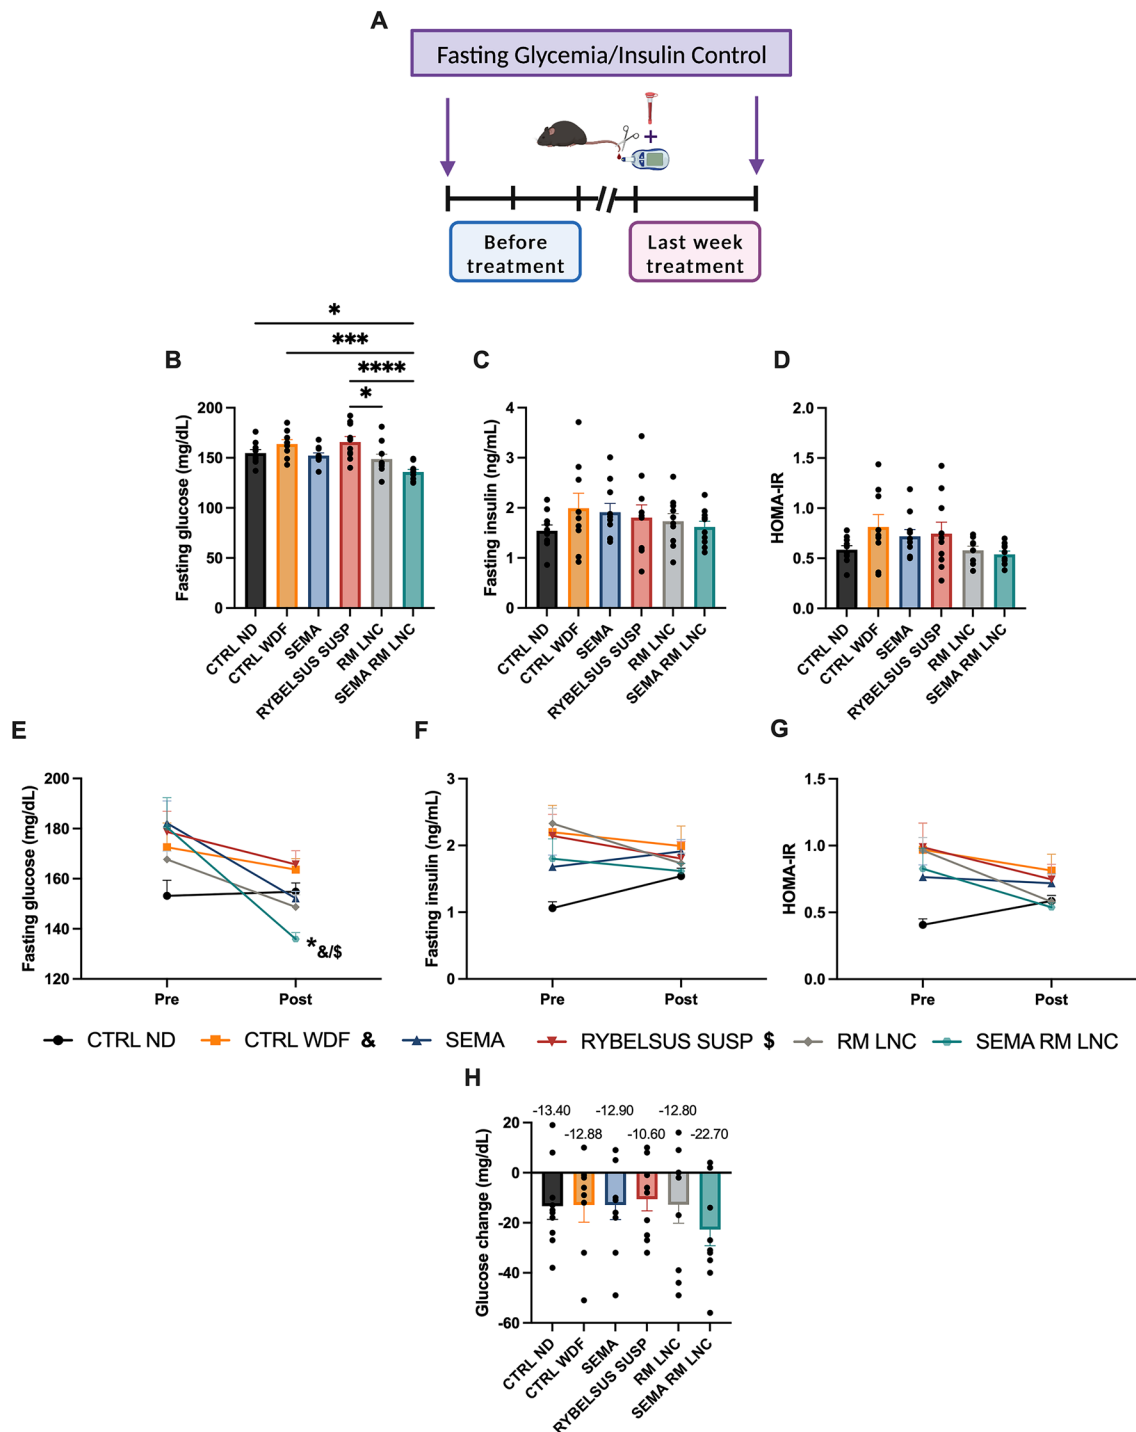 A
Fasting Glycemia/Insulin Control
+
Before
treatment
Last week
treatment
B
*
***
****
*
Fasting glucose (mg/dL)
200
150
100
50
0
CTRL ND
CTRL WDF
SEMA
RYBELSUS SUSP
RM LNC
SEMA RM LNC
C
Fasting insulin (ng/mL)
4
3
2
1
0
CTRL ND
CTRL WDF
SEMA
RYBELSUS SUSP
RM LNC
SEMA RM LNC
D
HOMA-IR
2.0
1.5
1.0
0.5
0.0
CTRL ND
CTRL WDF
SEMA
RYBELSUS SUSP
RM LNC
SEMA RM LNC
E
Fasting glucose (mg/dL)
200
180
160
140
120
*&/$
Pre Post
F
Fasting insulin (ng/mL)
3
2
1
0
Pre Post
G
HOMA-IR
1.5
1.0
0.5
0.0
Pre Post
CTRL ND CTRL WDF & SEMA RYBELSUS SUSP $ RM LNC SEMA RM LNC
H
Glucose change (mg/dL)
20
0
-20
-40
-60
-13.40 -12.90 -12.80
-12.88 -10.60 -22.70
CTRL ND
CTRL WDF
SEMA
RYBELSUS SUSP
RM LNC
SEMA RM LNC